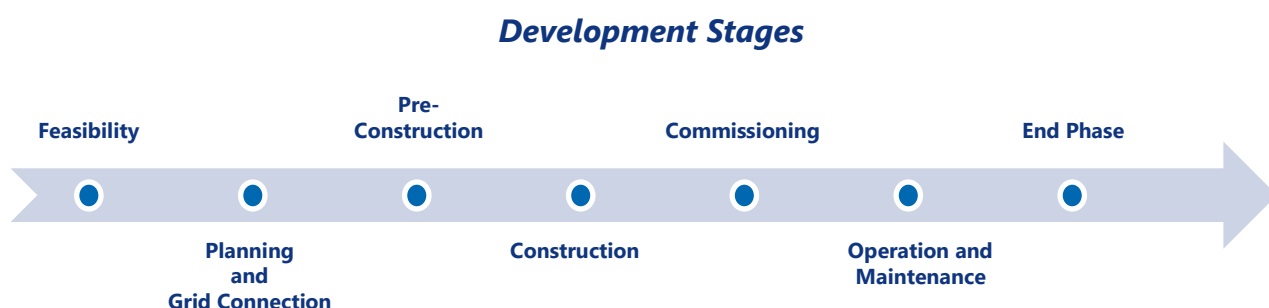 Development Stages
Feasibility
Planning
and
Grid Connection
Pre-
Construction
Construction
Commissioning
Operation and
Maintenance
End Phase